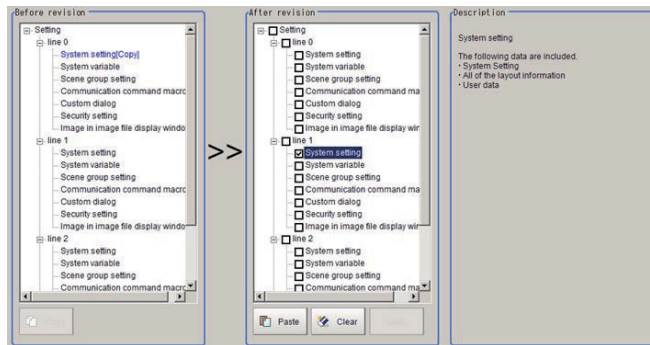 Before revision
Setting
line 0
System setting[Copy]
System variable
Scene group setting
Communication command macro
Custom dialog
Security setting
Image in image file display windo
line 1
System setting
System variable
Scene group setting
Communication command macro
Custom dialog
Security setting
Image in image file display windo
line 2
System setting
System variable
Scene group setting
Communication command macro
>>
After revision
Setting
line 0
System setting
System variable
Scene group setting
Communication command ma
Custom dialog
Security setting
Image in image file display win
line 1
System setting
System variable
Scene group setting
Communication command ma
Custom dialog
Security setting
Image in image file display win
line 2
System setting
System variable
Scene group setting
Communication command ma
Paste
Clear
Description
System setting
The following data are included.
・System Setting
・All of the layout information
・User data